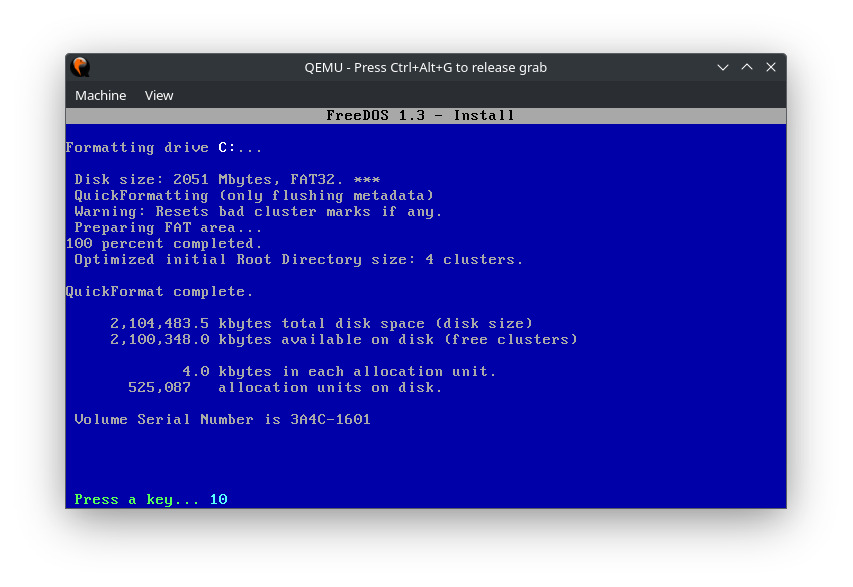 QEMU - Press Ctrl+Alt+G to release grab
Machine View
FreeDOS 1.3 - Install
Formatting drive C:...
Disk size: 2051 Mbytes, FAT32. ***
QuickFormatting (only flushing metadata)
Warning: Resets bad cluster marks if any.
Preparing FAT area...
100 percent completed.
Optimized initial Root Directory size: 4 clusters.
QuickFormat complete.
2,104,483.5 kbytes total disk space (disk size)
2,100,348.0 kbytes available on disk (free clusters)
4.0 kbytes in each allocation unit.
525,087 allocation units on disk.
Volume Serial Number is 3A4C-1601
Press a key... 10